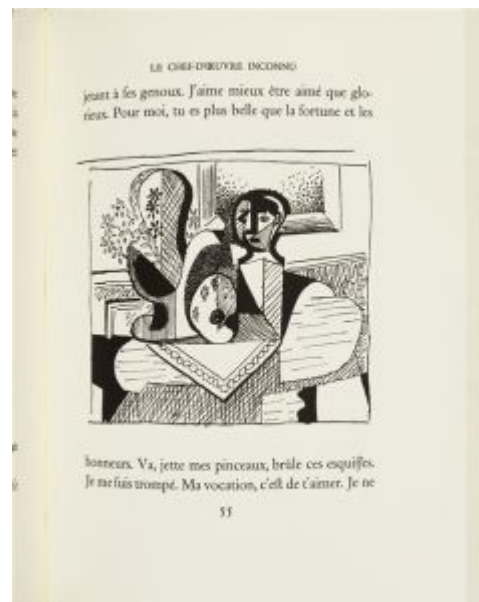 LE CHEF-D'ŒUVRE INCONNU
jetant à ses genoux. J'aime mieux être aimé que glo-
rieux. Pour moi, tu es plus belle que la fortune et les
honneurs. Va, jette mes pinceaux, brûle ces esquisses.
Je me suis trompé. Ma vocation, c'est de t'aimer. Je ne
55